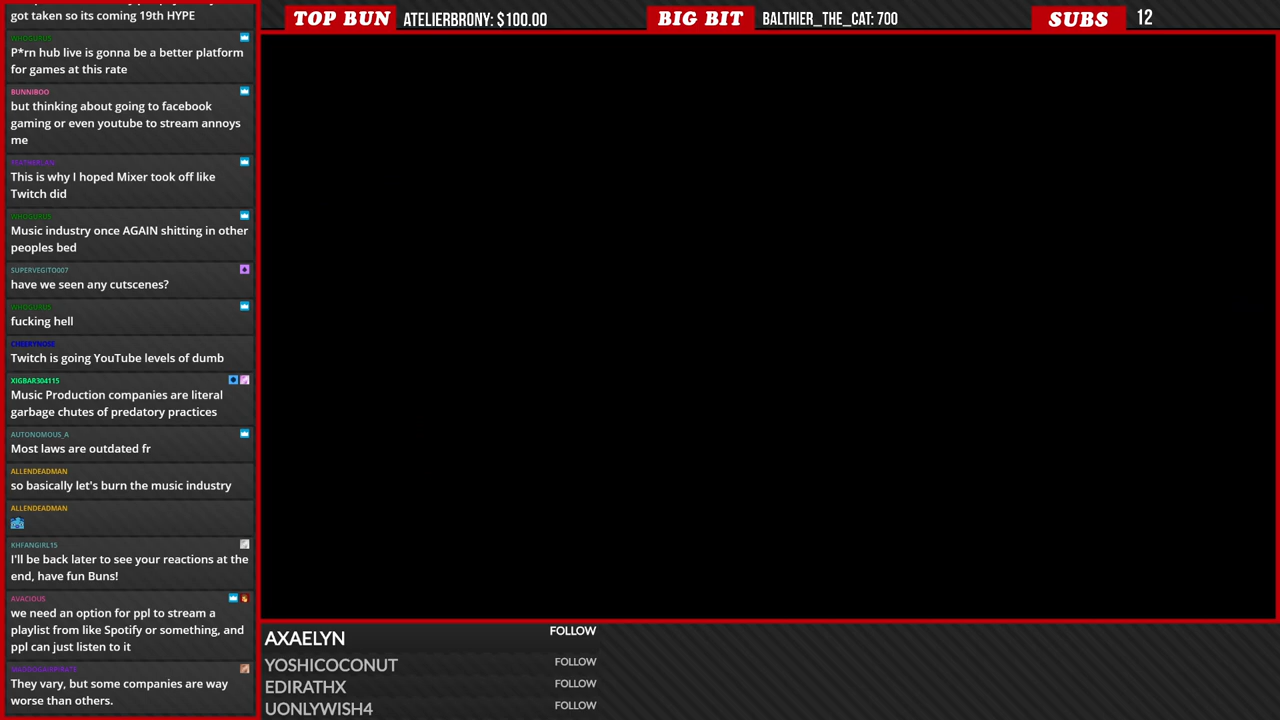 TOP BUN ATELIERBRONY: $100.00 BIG BIT BALTHIER_THE_CAT: 700 SUBS 12
got taken so its coming 19th HYPE
WHOGURUS
P*rn hub live is gonna be a better platform
for games at this rate
BUNNIBOO
but thinking about going to facebook
gaming or even youtube to stream annoys
me
This is why I hoped Mixer took off like
Twitch did
WHOGURUS
Music industry once AGAIN shitting in other
peoples bed
SUPERVEGITO007
have we seen any cutscenes?
WHOGURUS
fucking hell
CHEERYNOSE
Twitch is going YouTube levels of dumb
XIGBAR304115
Music Production companies are literal
garbage chutes of predatory practices
AUTONOMOUS_A
Most laws are outdated fr
ALLENDEADMAN
so basically let's burn the music industry
ALLENDEADMAN
KHFANGIRL15
I'll be back later to see your reactions at the
end, have fun Buns!
AVACIOUS
we need an option for ppl to stream a
playlist from like Spotify or something, and
ppl can just listen to it
They vary, but some companies are way
worse than others.
AXAELYN FOLLOW
YOSHICOCONUT FOLLOW
EDIRATHX FOLLOW
UONLYWISH4 FOLLOW